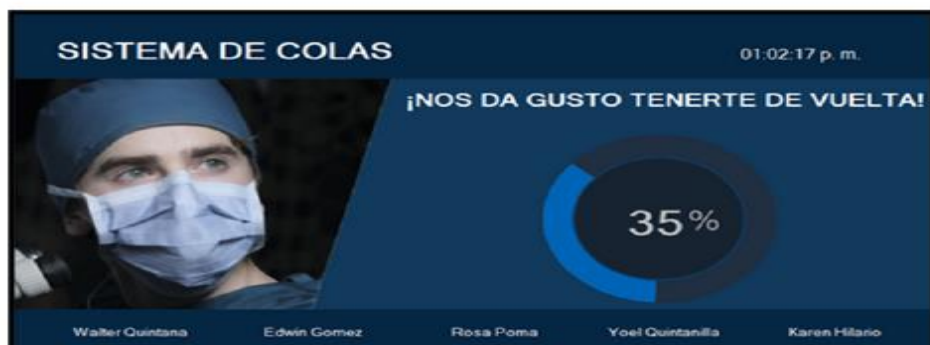 SISTEMA DE COLAS
01:02:17 p. m.
¡NOS DA GUSTO TENERTE DE VUELTA!
35%
Walter Quintana Edwin Gomez Rosa Poma Yoel Quintanilla Karen Hilario